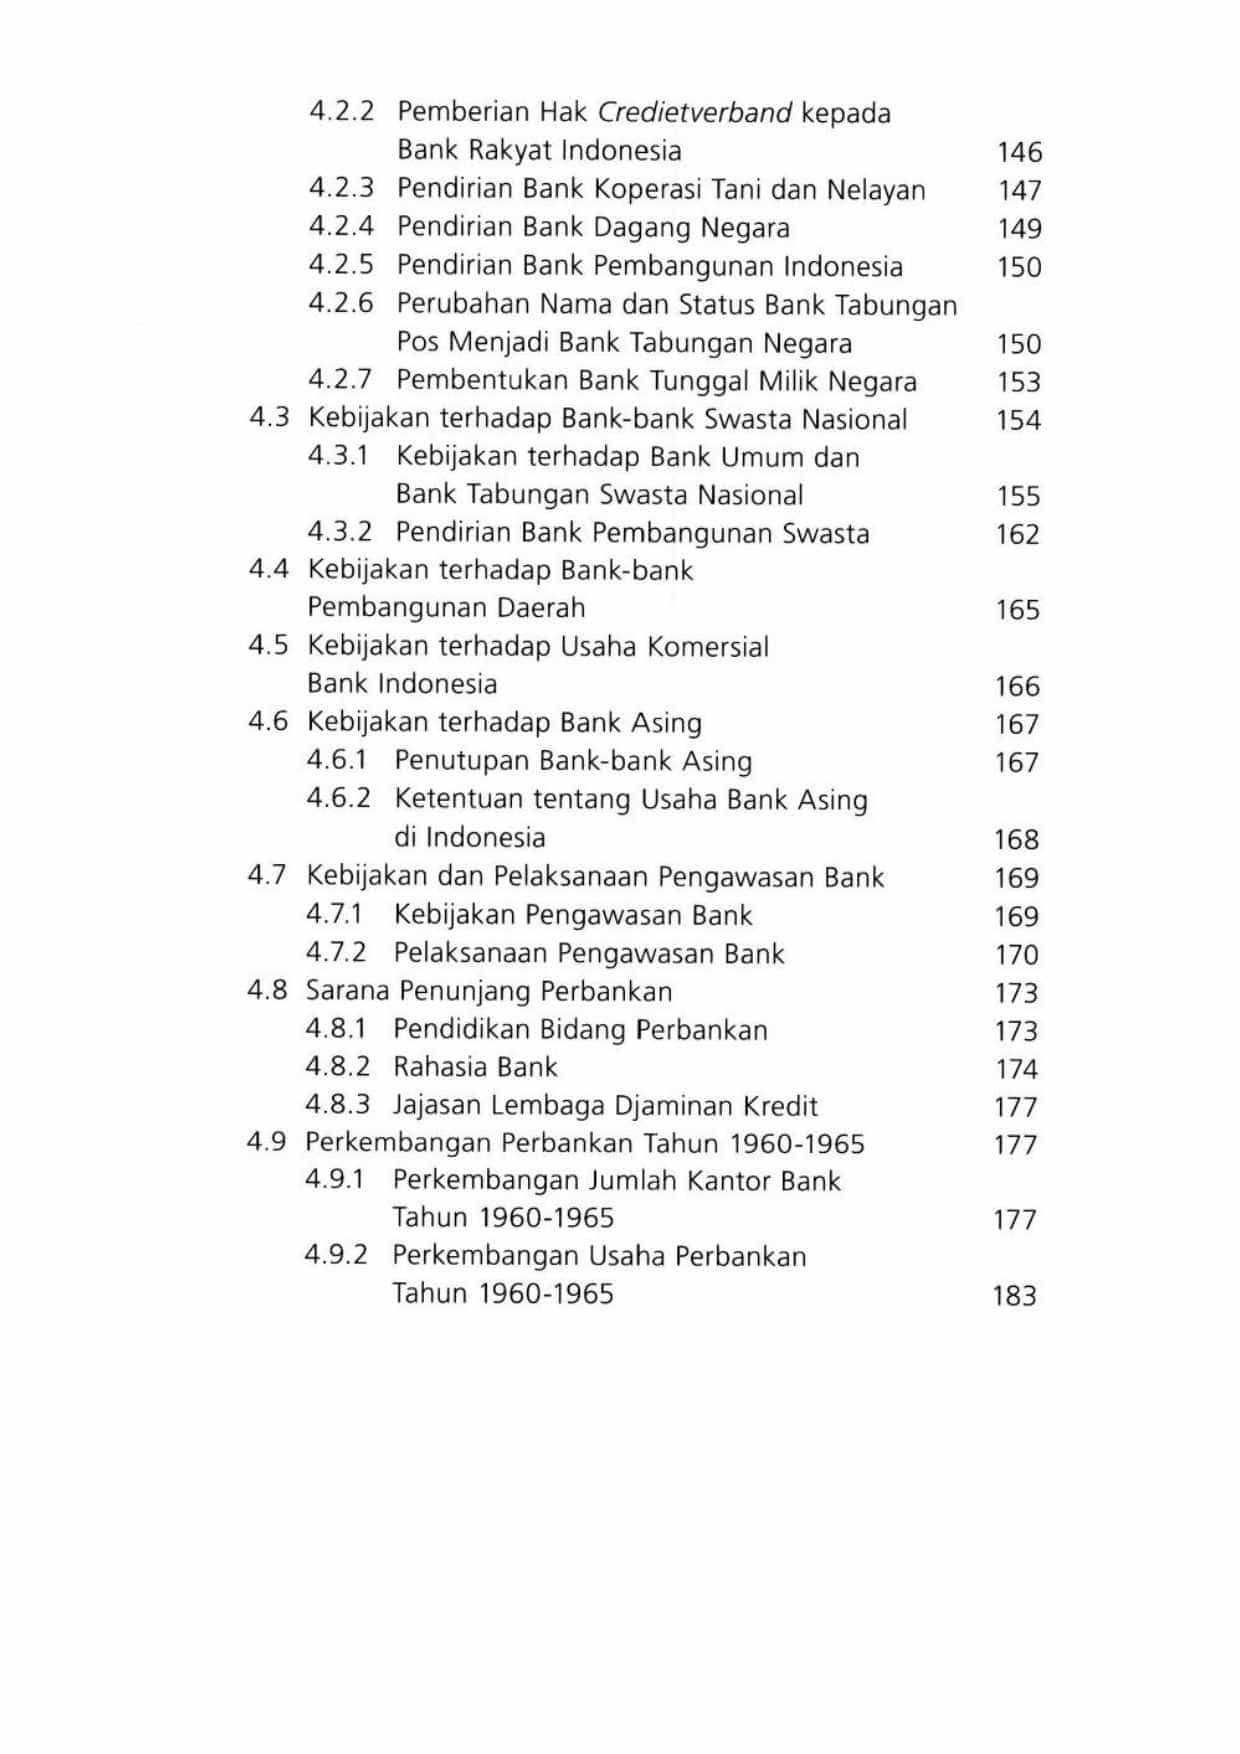 4.2.2 Pemberian Hak Credietverband kepada
Bank Rakyat Indonesia 146
4.2.3 Pendirian Bank Koperasi Tani dan Nelayan 147
4.2.4 Pendirian Bank Dagang Negara 149
4.2.5 Pendirian Bank Pembangunan Indonesia 150
4.2.6 Perubahan Nama dan Status Bank Tabungan
Pos Menjadi Bank Tabungan Negara 150
4.2.7 Pembentukan Bank Tunggal Milik Negara 153
4.3 Kebijakan terhadap Bank-bank Swasta Nasional 154
4.3.1 Kebijakan terhadap Bank Umum dan
Bank Tabungan Swasta Nasional 155
4.3.2 Pendirian Bank Pembangunan Swasta 162
4.4 Kebijakan terhadap Bank-bank
Pembangunan Daerah 165
4.5 Kebijakan terhadap Usaha Komersial
Bank Indonesia 166
4.6 Kebijakan terhadap Bank Asing 167
4.6.1 Penutupan Bank-bank Asing 167
4.6.2 Ketentuan tentang Usaha Bank Asing
di Indonesia 168
4.7 Kebijakan dan Pelaksanaan Pengawasan Bank 169
4.7.1 Kebijakan Pengawasan Bank 169
4.7.2 Pelaksanaan Pengawasan Bank 170
4.8 Sarana Penunjang Perbankan 173
4.8.1 Pendidikan Bidang Perbankan 173
4.8.2 Rahasia Bank 174
4.8.3 Jajasan Lembaga Djaminan Kredit 177
4.9 Perkembangan Perbankan Tahun 1960-1965 177
4.9.1 Perkembangan Jumlah Kantor Bank
Tahun 1960-1965 177
4.9.2 Perkembangan Usaha Perbankan
Tahun 1960-1965 183